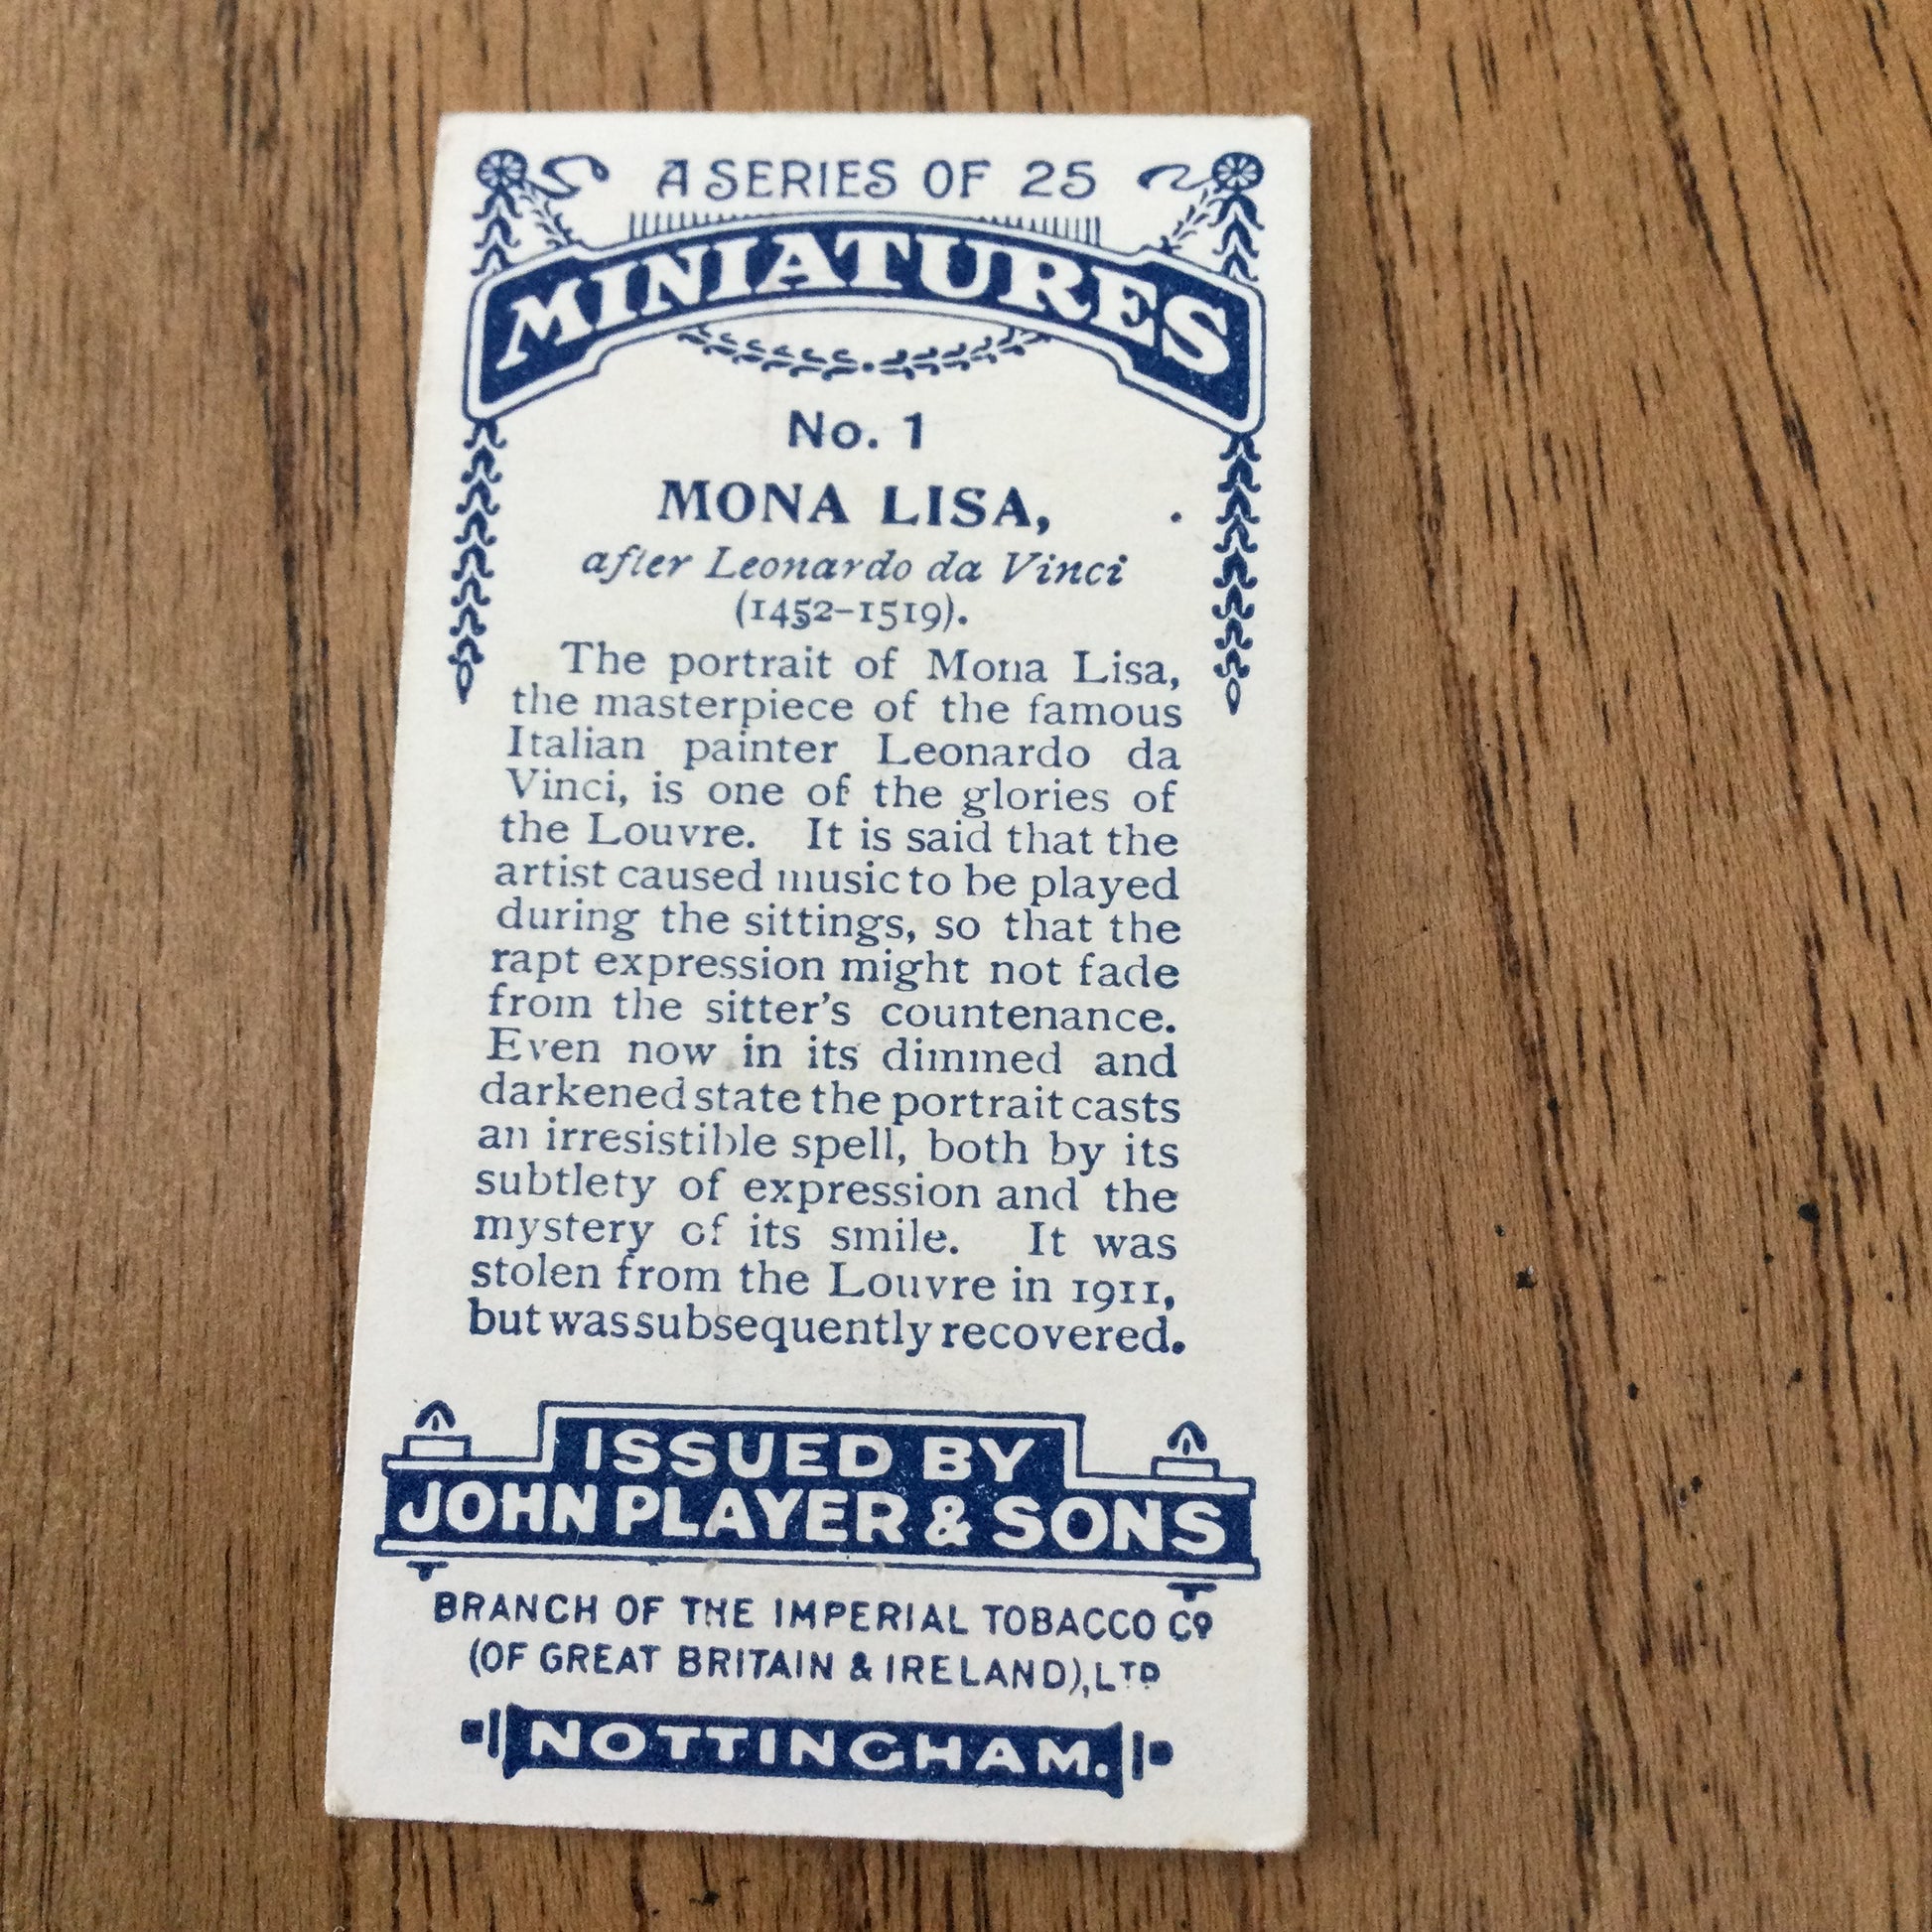 A SERIES OF 25
MINIATURES
No. 1
MONA LISA,
after Leonardo da Vinci
(1452–1519).
The portrait of Mona Lisa,
the masterpiece of the famous
Italian painter Leonardo da
Vinci, is one of the glories of
the Louvre. It is said that the
artist caused music to be played
during the sittings, so that the
rapt expression might not fade
from the sitter's countenance.
Even now in its dimmed and
darkened state the portrait casts
an irresistible spell, both by its
subtlety of expression and the
mystery of its smile. It was
stolen from the Louvre in 1911,
but was subsequently recovered.
ISSUED BY
JOHN PLAYER & SONS
BRANCH OF THE IMPERIAL TOBACCO Co
(OF GREAT BRITAIN & IRELAND), LTD
NOTTINGHAM.